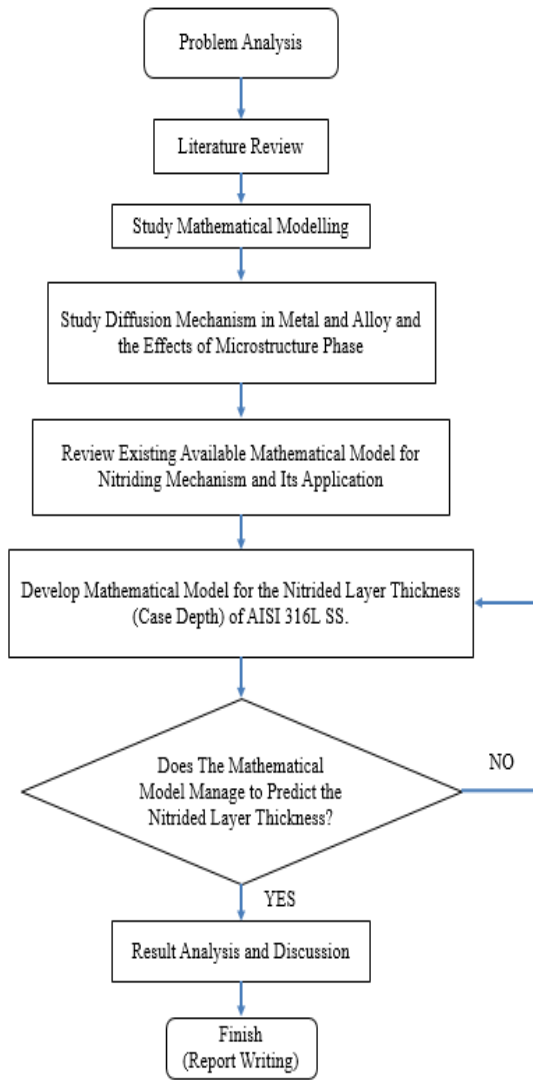 Problem Analysis
Literature Review
Study Mathematical Modelling
Study Diffusion Mechanism in Metal and Alloy and
the Effects of Microstructure Phase
Review Existing Available Mathematical Model for
Nitriding Mechanism and Its Application
Develop Mathematical Model for the Nitrided Layer Thickness
(Case Depth) of AISI 316L SS.
Does The Mathematical
Model Manage to Predict the
Nitrided Layer Thickness?
NO
YES
Result Analysis and Discussion
Finish
(Report Writing)